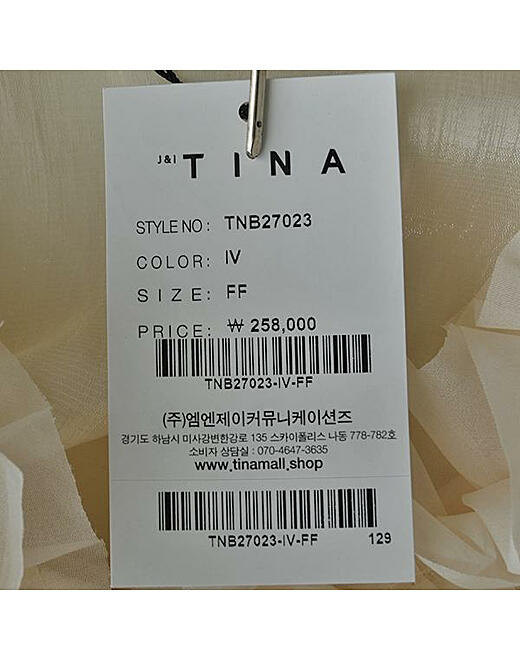 J&I TINA
STYLE NO: TNB27023
COLOR: IV
SIZE: FF
PRICE: ₩ 258,000
TNB27023-IV-FF
(주)엠엔제이커뮤니케이션즈
경기도 하남시 미사강변한강로 135 스카이폴리스 나동 778-782호
소비자 상담실 : 070-4647-3635
www.tinamall.shop
TNB27023-IV-FF 129